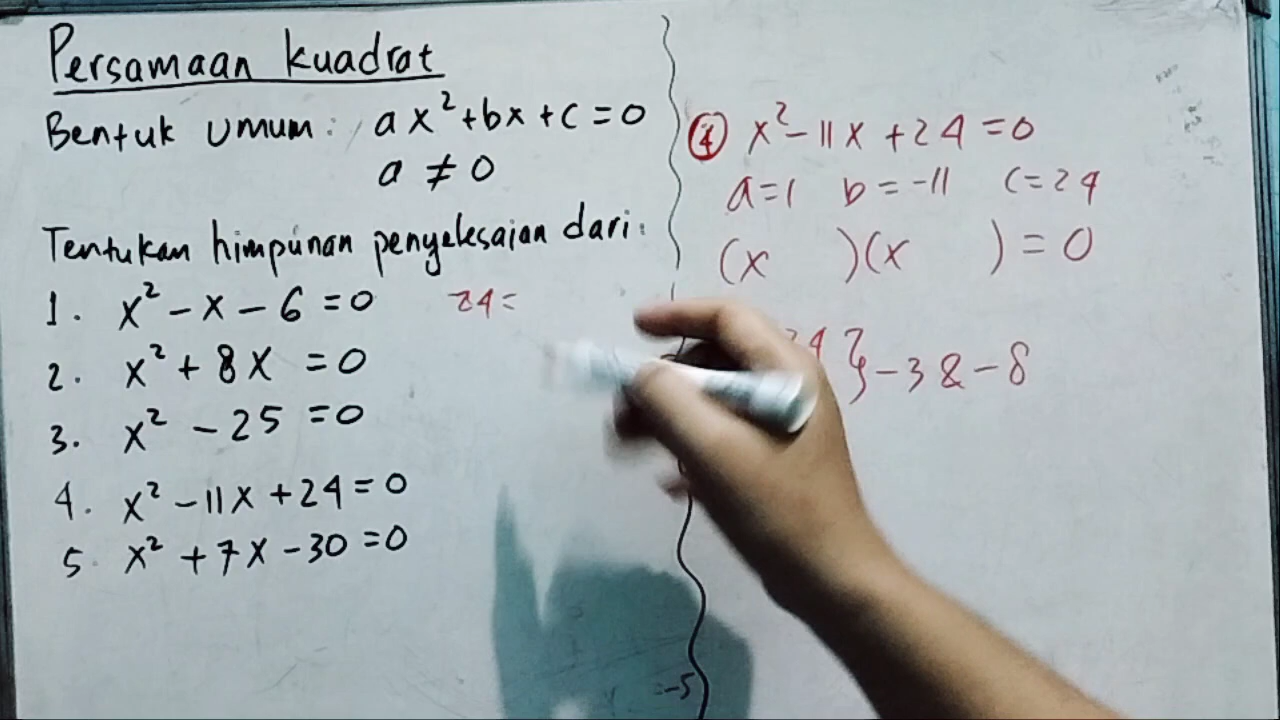 Persamaan kuadrat
Bentuk umum: ax²+bx+c=0
a ≠ 0
Tentukan himpunan penyelesaian dari:
1. x² - x - 6 = 0
2. x² + 8x = 0
3. x² - 25 = 0
4. x² - 11x + 24 = 0
5. x² + 7x - 30 = 0
24 =
④ x² - 11x + 24 = 0
a=1 b=-11 c=24
(x )(x ) = 0
} -3 & -8
=-5